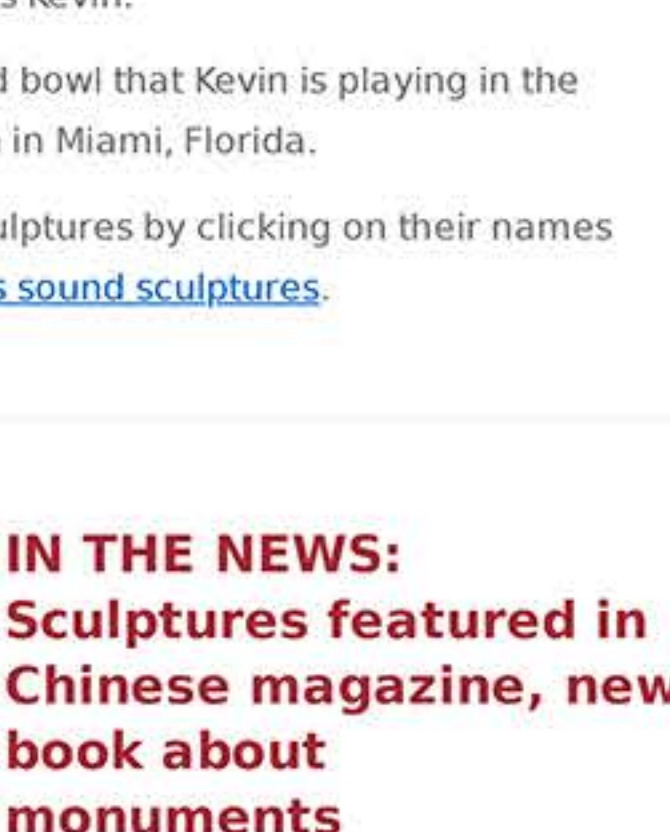 s Kevin.
d bowl that Kevin is playing in the
in Miami, Florida.
ulptures by clicking on their names
s sound sculptures.
IN THE NEWS:
Sculptures featured in
Chinese magazine, new
book about
monuments